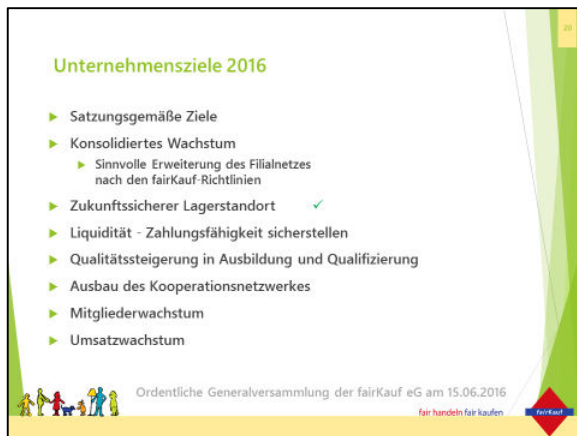 20
Unternehmensziele 2016
Satzungsgemäße Ziele
Konsolidiertes Wachstum
Sinnvolle Erweiterung des Filialnetzes
nach den fairKauf-Richtlinien
Zukunftssicherer Lagerstandort ✓
Liquidität - Zahlungsfähigkeit sicherstellen
Qualitätssteigerung in Ausbildung und Qualifizierung
Ausbau des Kooperationsnetzwerkes
Mitgliederwachstum
Umsatzwachstum
Ordentliche Generalversammlung der fairKauf eG am 15.06.2016
fair handeln fair kaufen
fairKauf